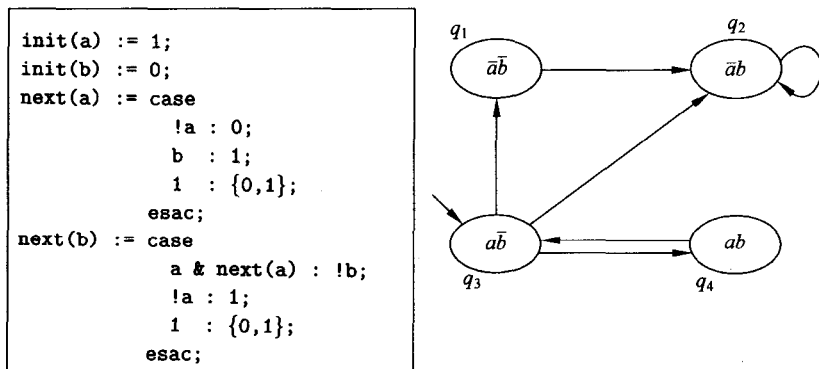 init(a) := 1;
init(b) := 0;
next(a) := case
!a : 0;
b : 1;
1 : {0,1};
esac;
next(b) := case
a & next(a) : !b;
!a : 1;
1 : {0,1};
esac;
q₁
q₂
āb̄
āb
ab̄
ab
q₃
q₄